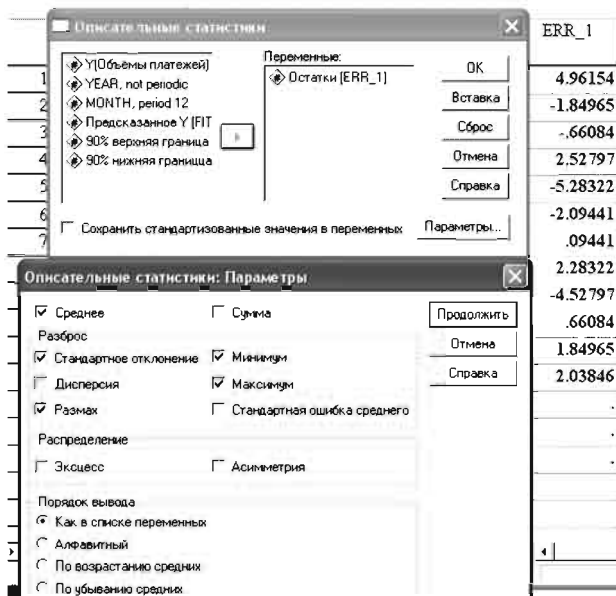 Описательные статистики
ERR_1
Y(Объемы платежей)
YEAR, not periodic
MONTH, period 12
Предсказанное Y [FIT
90% верхняя граница
90% нижняя границца
Переменные:
Остатки [ERR_1]
OK
Вставка
Сброс
Отмена
Справка
Сохранить стандартизованные значения в переменных
Параметры...
1
2
3
4
5
6
7
4.96154
-1.84965
-.66084
2.52797
-5.28322
-2.09441
.09441
2.28322
-4.52797
.66084
1.84965
2.03846
.
.
.
Описательные статистики: Параметры
Среднее
Сумма
Продолжить
Разброс
Отмена
Стандартное отклонение
Минимум
Справка
Дисперсия
Максимум
Размах
Стандартная ошибка среднего
Распределение
Эксцесс
Асимметрия
Порядок вывода
Как в списке переменных
Алфавитный
По возрастанию средних
По убыванию средних